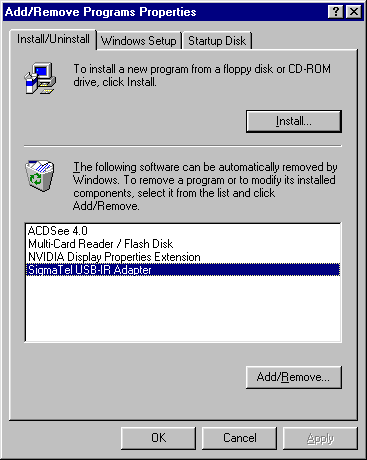 Add/Remove Programs Properties
Install/Uninstall Windows Setup Startup Disk
To install a new program from a floppy disk or CD-ROM
drive, click Install.
Install...
The following software can be automatically removed by
Windows. To remove a program or to modify its installed
components, select it from the list and click
Add/Remove.
ACDSee 4.0
Multi-Card Reader / Flash Disk
NVIDIA Display Properties Extension
SigmaTel USB-IR Adapter
Add/Remove...
OK Cancel Apply